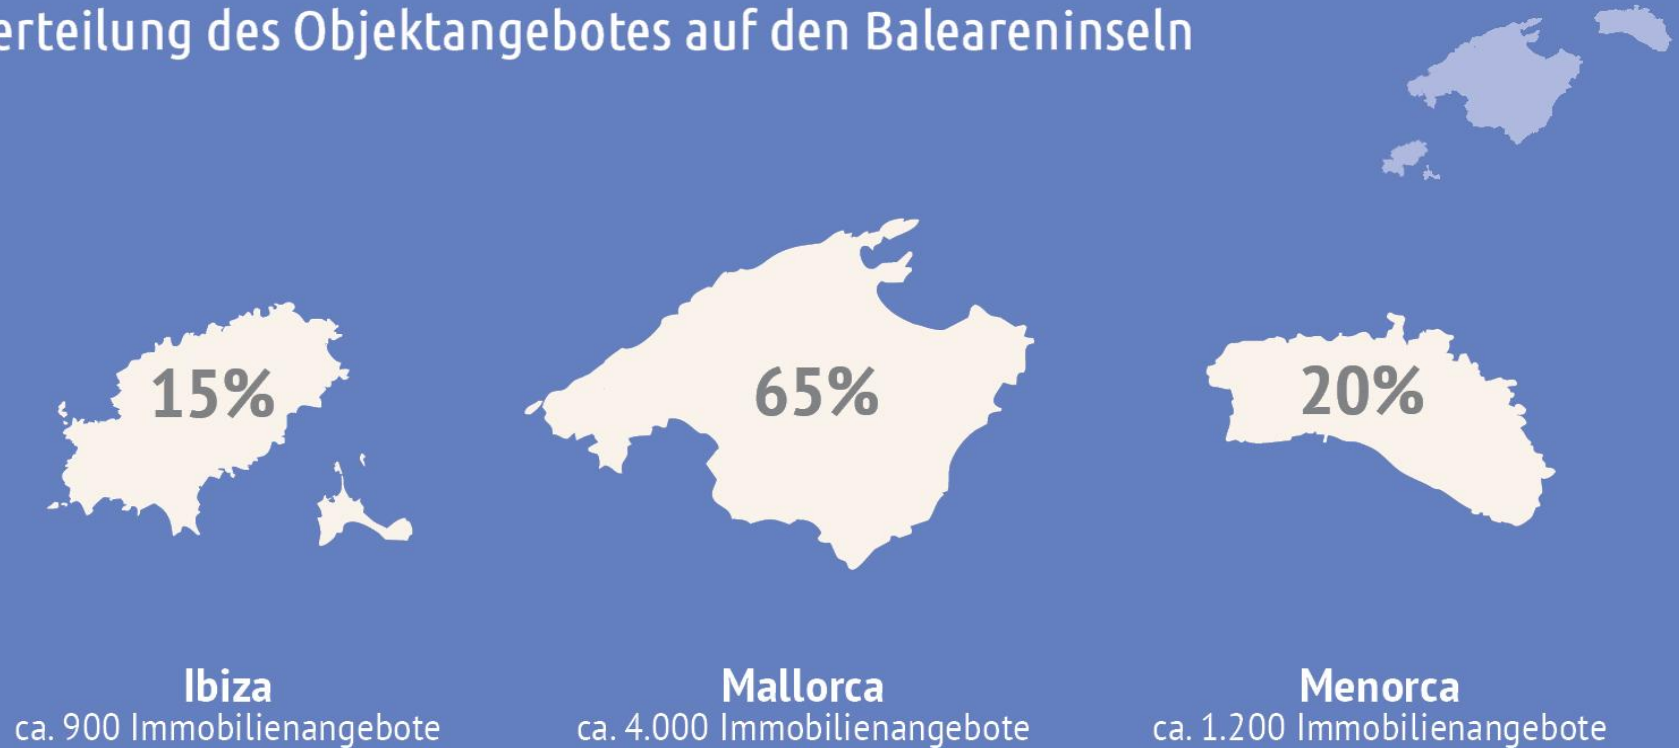 erteilung des Objektangebotes auf den Baleareninseln
15%
65%
20%
Ibiza
ca. 900 Immobilienangebote
Mallorca
ca. 4.000 Immobilienangebote
Menorca
ca. 1.200 Immobilienangebote